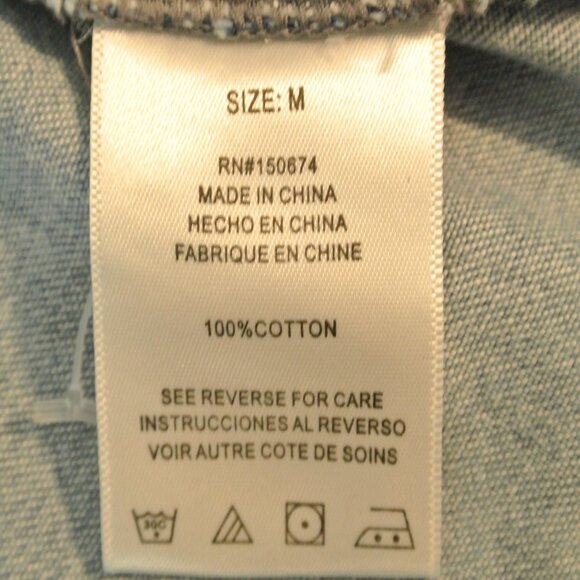 SIZE: M
RN#150674
MADE IN CHINA
HECHO EN CHINA
FABRIQUE EN CHINE
100%COTTON
SEE REVERSE FOR CARE
INSTRUCCIONES AL REVERSO
VOIR AUTRE COTE DE SOINS
30C